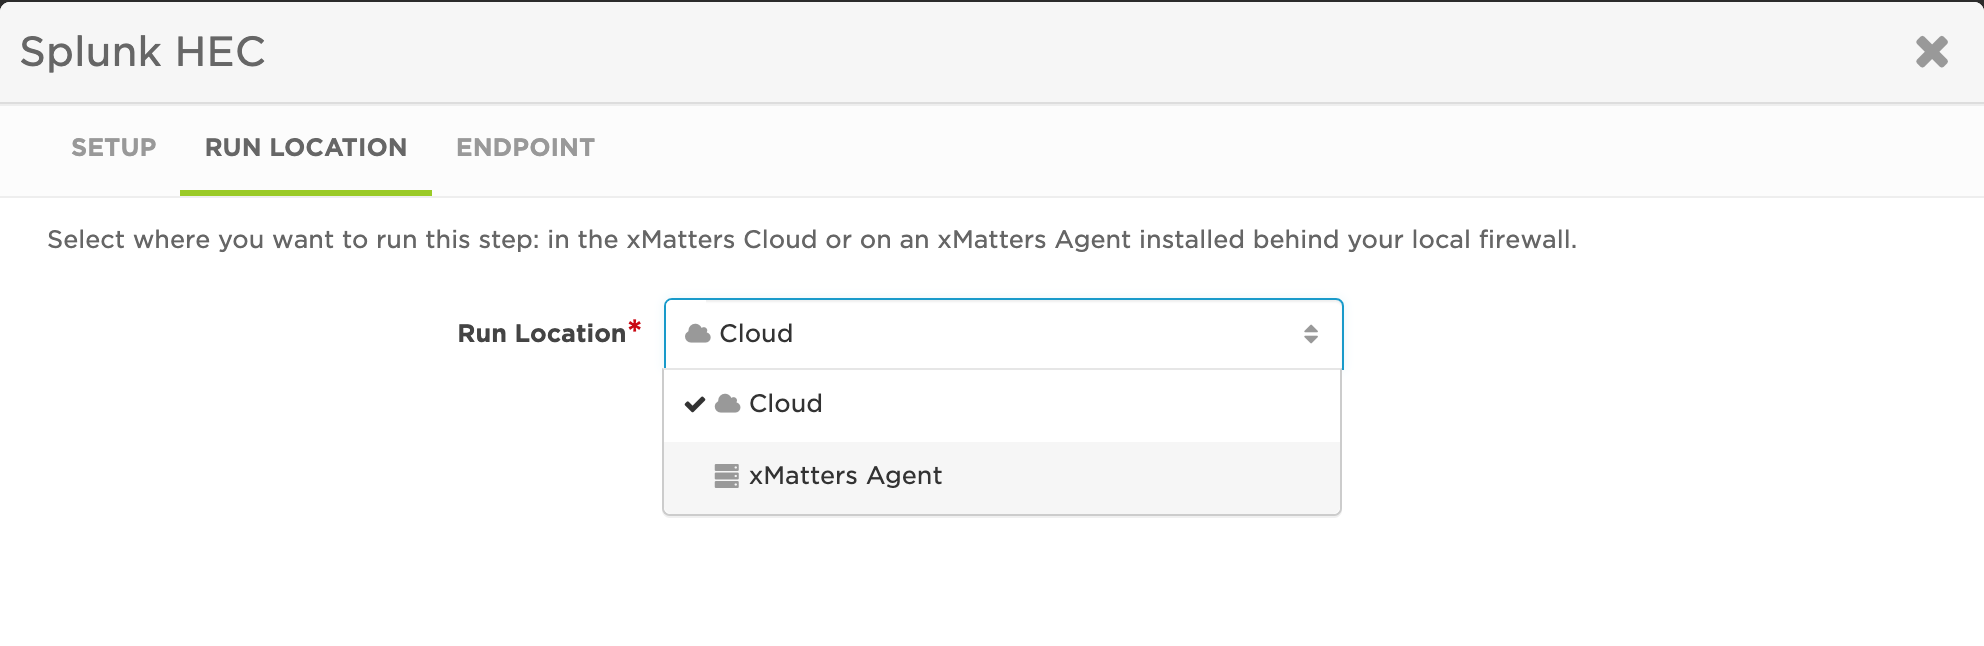 Splunk HEC
SETUP RUN LOCATION ENDPOINT
Select where you want to run this step: in the xMatters Cloud or on an xMatters Agent installed behind your local firewall.
Run Location* Cloud
Cloud
xMatters Agent